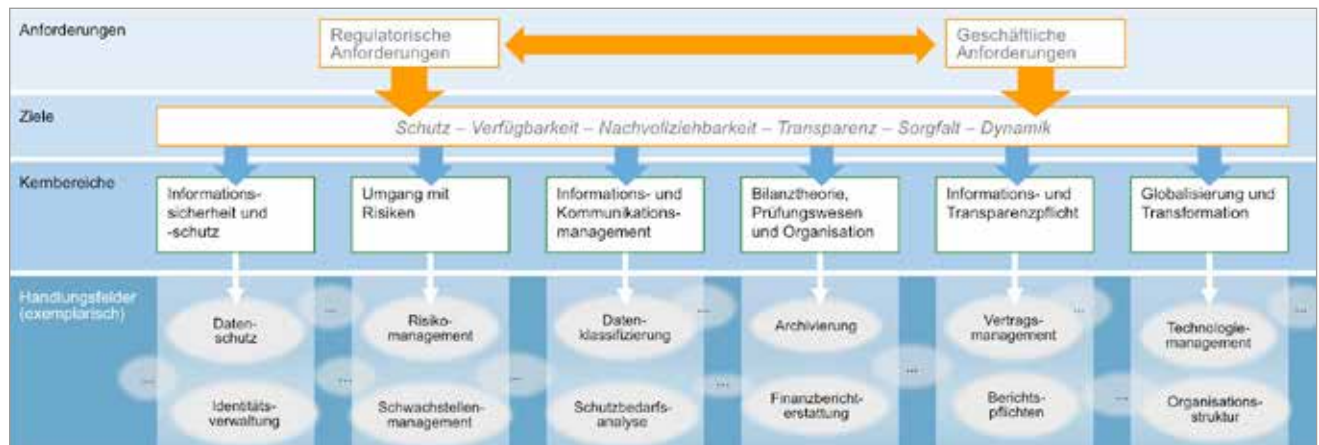 Anforderungen
Regulatorische
Anforderungen
Geschäftliche
Anforderungen
Ziele
Schutz – Verfügbarkeit – Nachvollziehbarkeit – Transparenz – Sorgfalt – Dynamik
Kernbereiche
Informations-
sicherheit und
-schutz
Umgang mit
Risiken
Informations- und
Kommunikations-
management
Bilanztheorie,
Prüfungswesen
und Organisation
Informations- und
Transparenzpflicht
Globalisierung und
Transformation
Handlungsfelder
(exemplarisch)
Daten-
schutz
...
Risiko-
management
Daten-
klassifizierung
...
Archivierung
Vertrags-
management
...
Technologie-
management
...
...
Identitäts-
verwaltung
...
Schwachstellen-
management
...
Schutzbedarfs-
analyse
...
Finanzbericht-
erstattung
...
Berichts-
pflichten
...
Organisations-
struktur